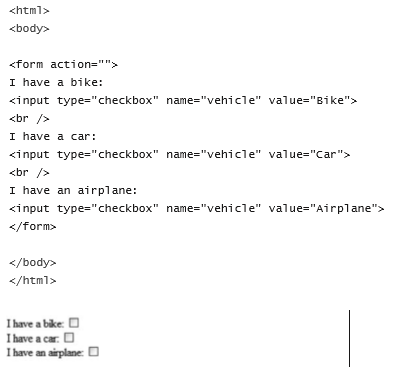 <html>
<body>
<form action="">
I have a bike:
<input type="checkbox" name="vehicle" value="Bike">
<br />
I have a car:
<input type="checkbox" name="vehicle" value="Car">
<br />
I have an airplane:
<input type="checkbox" name="vehicle" value="Airplane">
</form>
</body>
</html>
I have a bike:
I have a car:
I have an airplane: